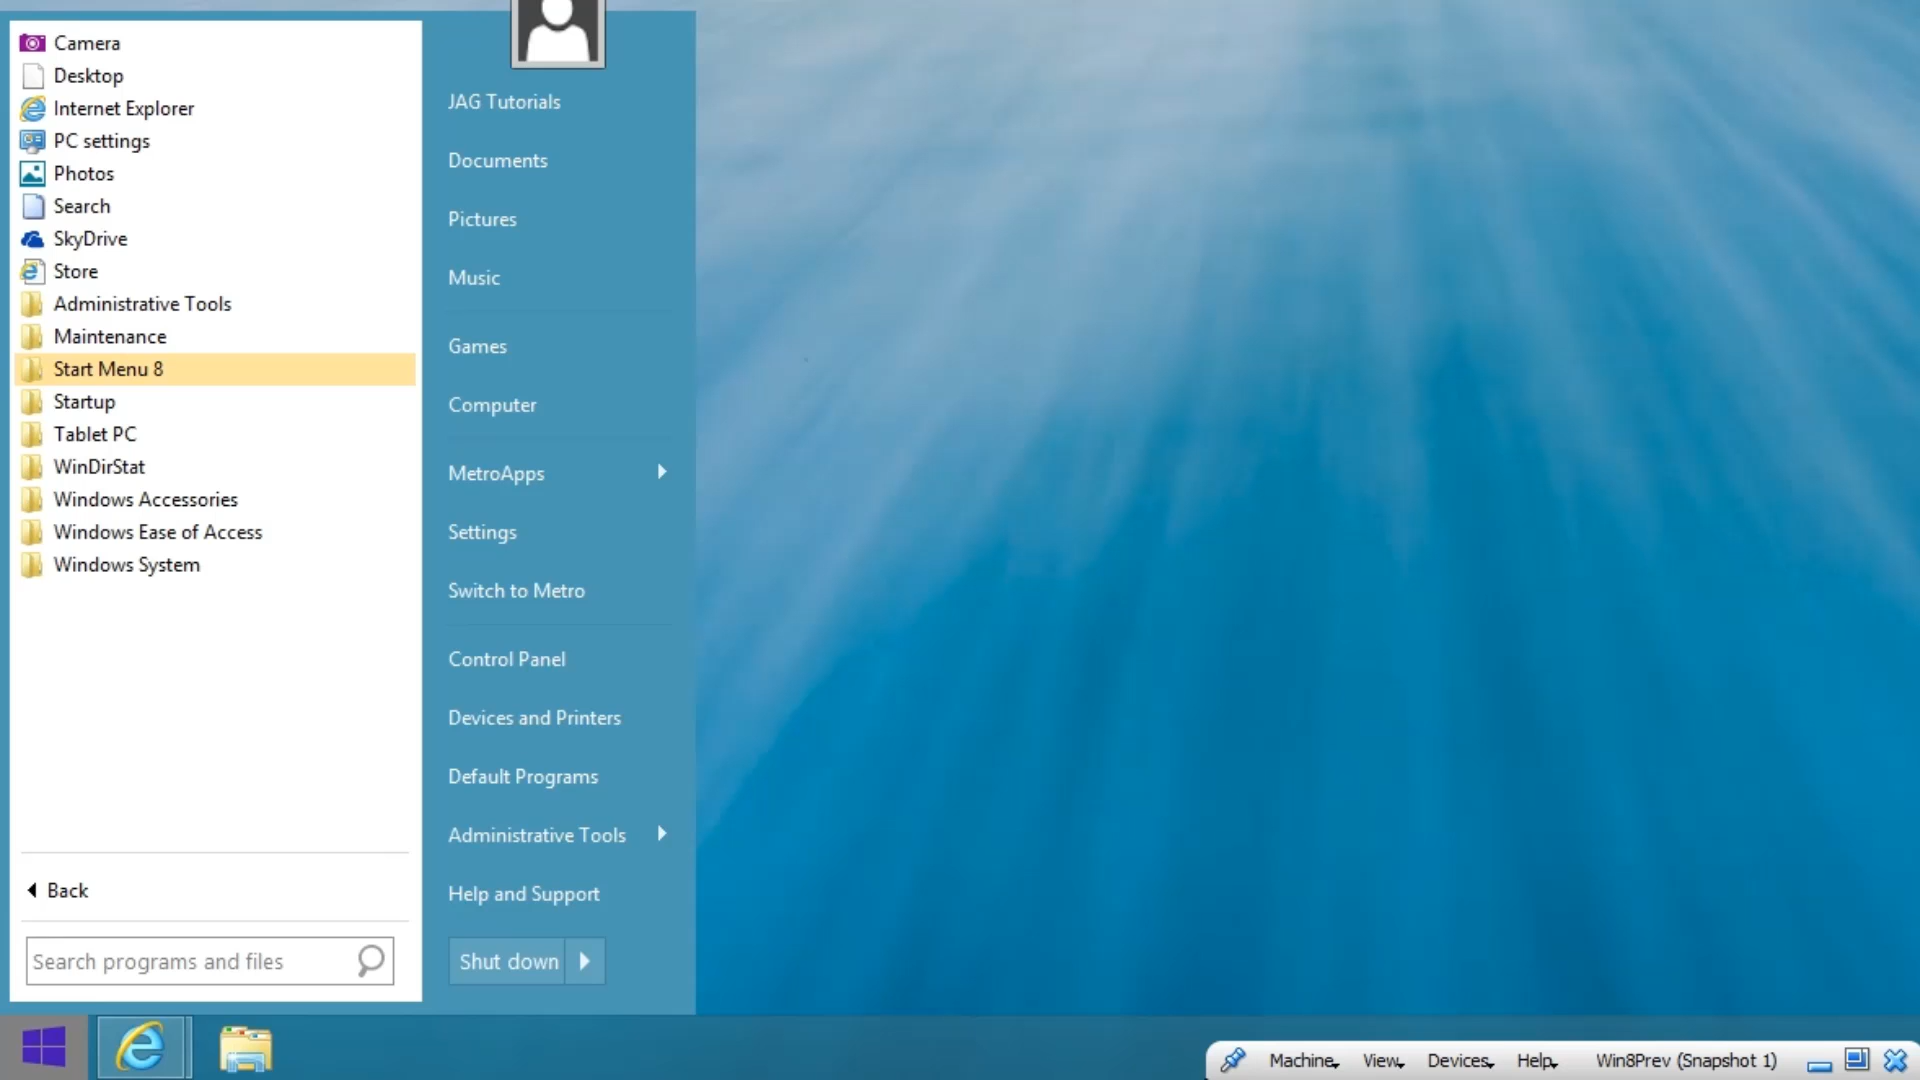 Camera
Desktop
Internet Explorer
PC settings
Photos
Search
SkyDrive
Store
Administrative Tools
Maintenance
Start Menu 8
Startup
Tablet PC
WinDirStat
Windows Accessories
Windows Ease of Access
Windows System
Back
Search programs and files
JAG Tutorials
Documents
Pictures
Music
Games
Computer
MetroApps
Settings
Switch to Metro
Control Panel
Devices and Printers
Default Programs
Administrative Tools
Help and Support
Shut down
Machine View Devices Help Win8Prev (Snapshot 1)